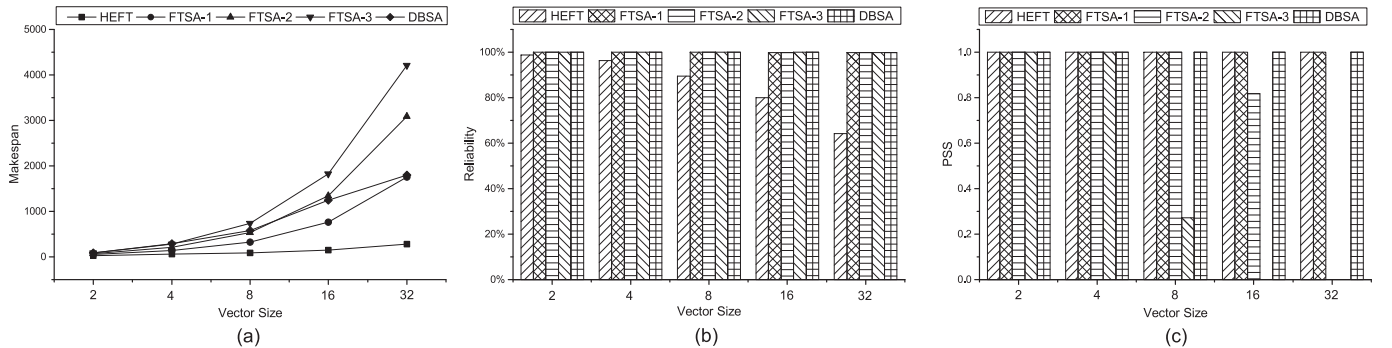 HEFT FTSA-1 FTSA-2 FTSA-3 DBSA
5000
4000
3000
2000
1000
0
Makespan
2 4 8 16 32
Vector Size
(a)
HEFT FTSA-1 FTSA-2 FTSA-3 DBSA
100%
80%
60%
40%
20%
0%
Reliability
2 4 8 16 32
Vector Size
(b)
HEFT FTSA-1 FTSA-2 FTSA-3 DBSA
1.0
0.8
0.6
0.4
0.2
0.0
PSS
2 4 8 16 32
Vector Size
(c)